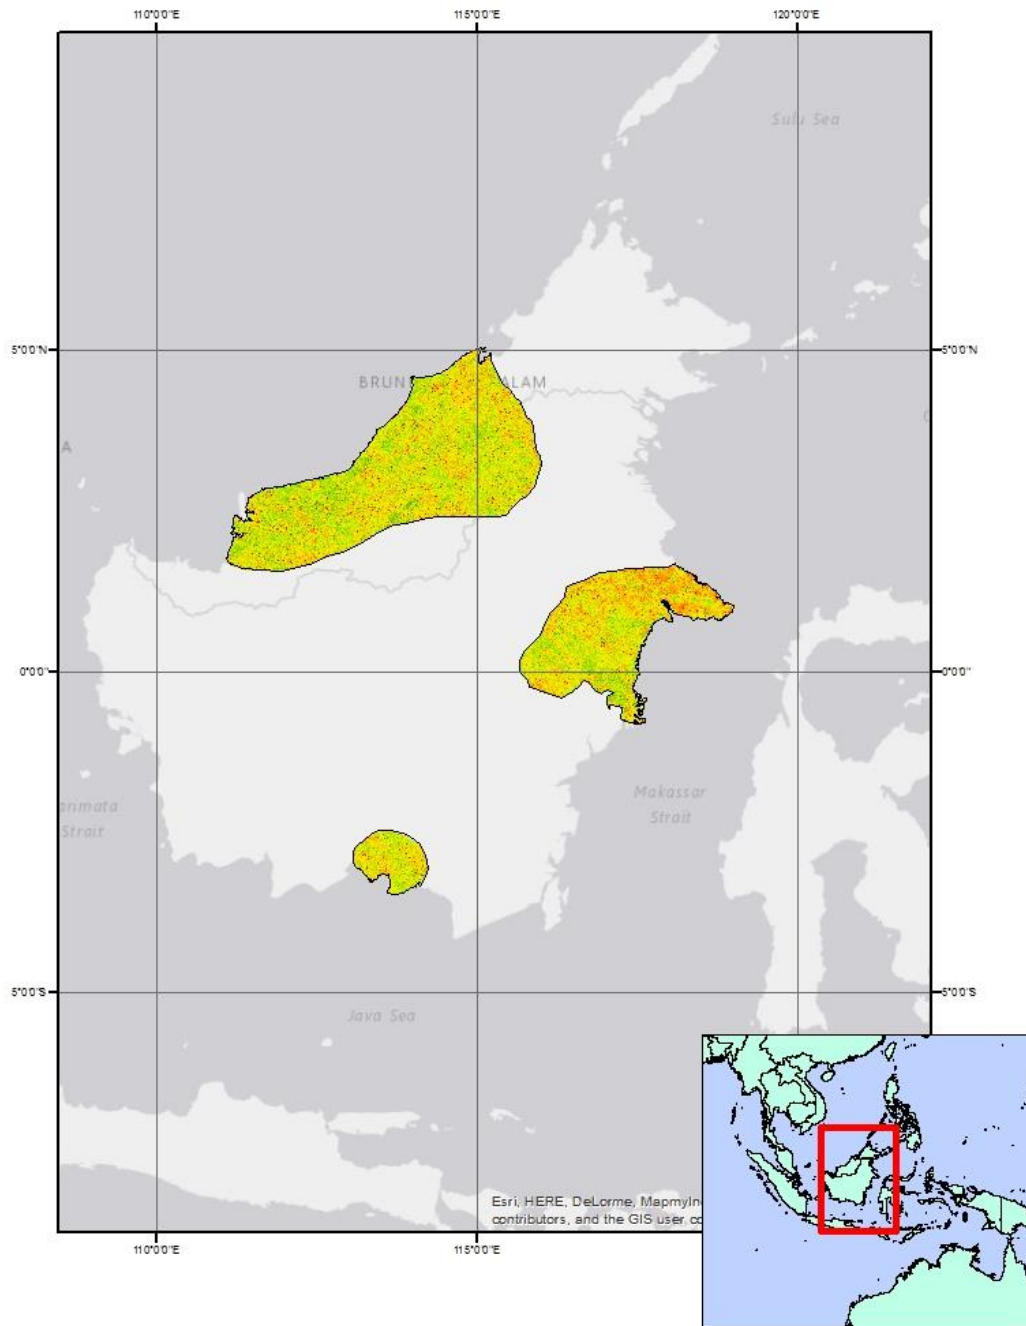 110°0'0"E 115°0'0"E 120°0'0"E
Sulu Sea
5°0'0"N 5°0'0"N
BRUN ALAM
A
0°0'0" 0°0'0"
Makassar
Strait
Strait
5°0'0"S 5°0'0"S
Java Sea
Esri, HERE, DeLorme, MapmyIn
contributors, and the GIS user co
110°0'0"E 115°0'0"E